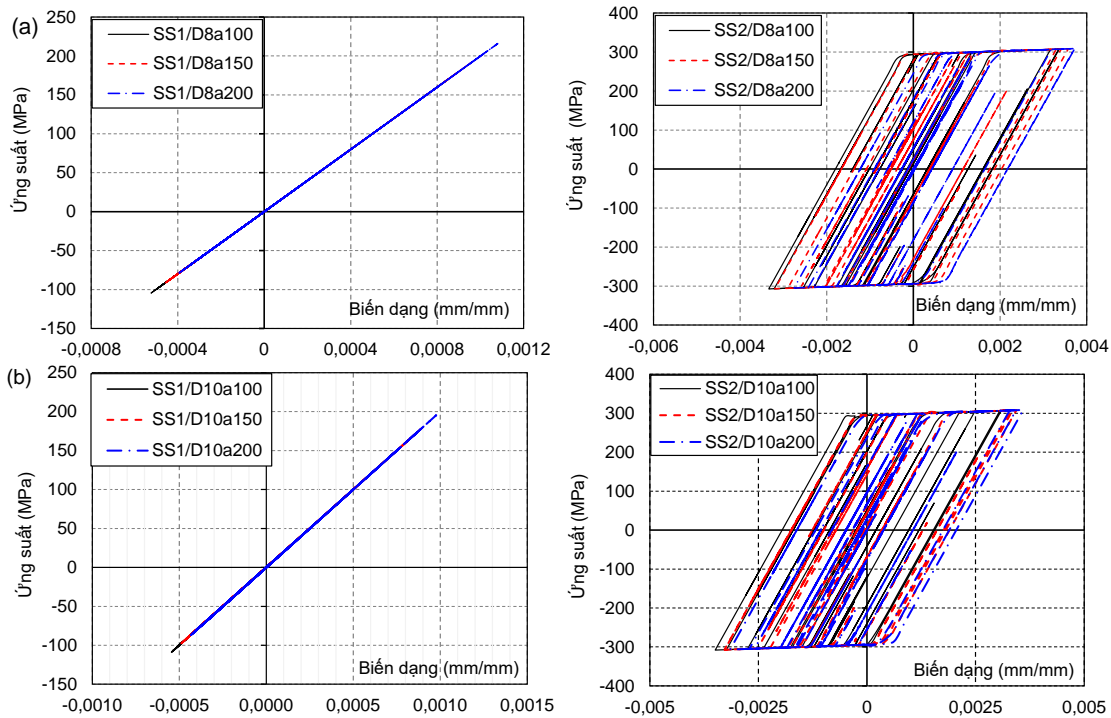 (a)
250
200
150
100
50
0
-50
-100
-150
Ứng suất (MPa)
SS1/D8a100
SS1/D8a150
SS1/D8a200
Biến dạng (mm/mm)
-0,0008 -0,0004 0 0,0004 0,0008 0,0012
400
300
200
100
0
-100
-200
-300
-400
Ứng suất (MPa)
SS2/D8a100
SS2/D8a150
SS2/D8a200
Biến dạng (mm/mm)
-0,006 -0,004 -0,002 0 0,002 0,004
(b)
250
200
150
100
50
0
-50
-100
-150
Ứng suất (MPa)
SS1/D10a100
SS1/D10a150
SS1/D10a200
Biến dạng (mm/mm)
-0,0010 -0,0005 0,0000 0,0005 0,0010 0,0015
400
300
200
100
0
-100
-200
-300
-400
Ứng suất (MPa)
SS2/D10a100
SS2/D10a150
SS2/D10a200
Biến dạng (mm/mm)
-0,005 -0,0025 0 0,0025 0,005